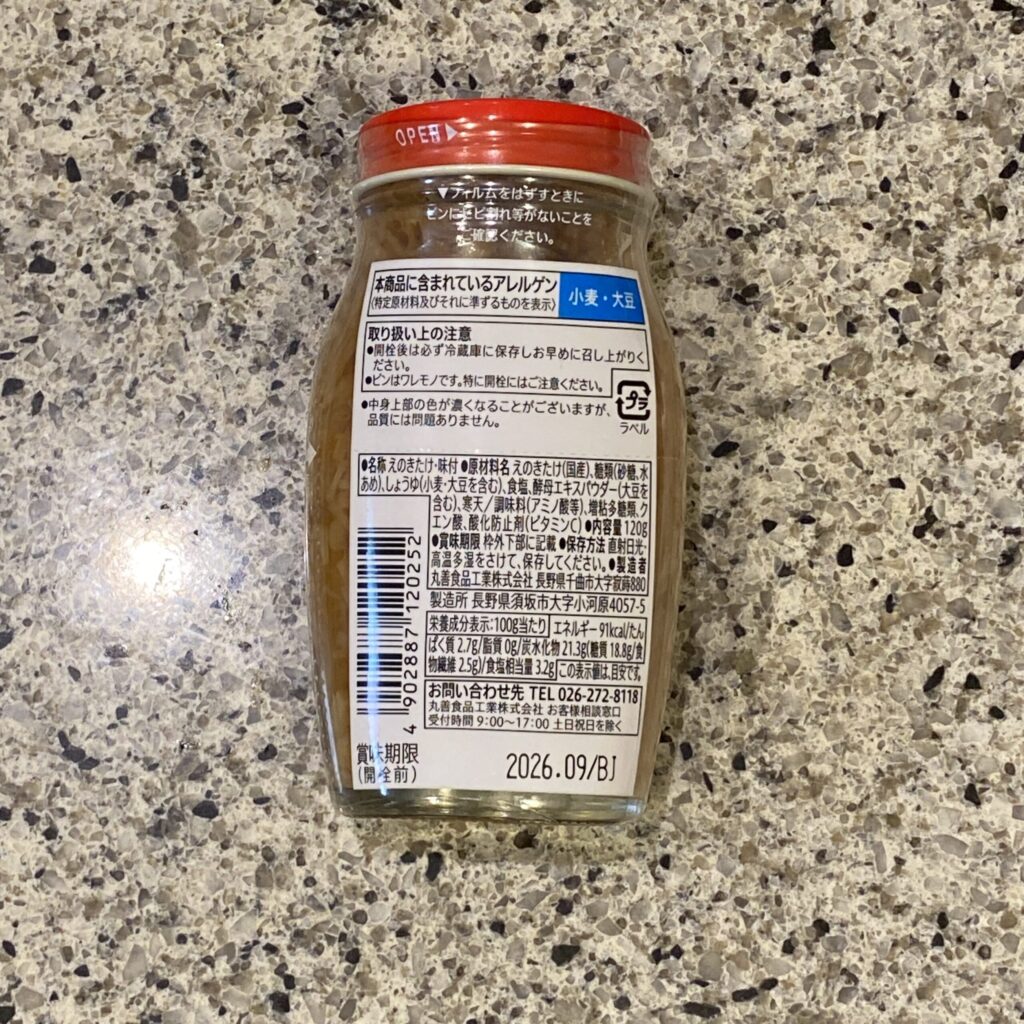 OPEN▶
▼フィルムをはずすときに
ビンにヒビ割れ等がないことを
ご確認ください。
本商品に含まれているアレルゲン
(特定原材料及びそれに準ずるものを表示)
小麦・大豆
取り扱い上の注意
●開栓後は必ず冷蔵庫に保存しお早めに召し上がりく
ださい。
●ビンはワレモノです。特に開栓にはご注意ください。
●中身上部の色が濃くなることがございますが、
品質には問題ありません。
プラ
ラベル
●名称 えのきたけ・味付 ●原材料名 えのきたけ(国産)、糖類(砂糖、水
あめ)、しょうゆ(小麦・大豆を含む)、食塩、酵母エキスパウダー(大豆を
含む)、寒天/調味料(アミノ酸等)、増粘多糖類、ク
エン酸、酸化防止剤(ビタミンC) ●内容量 120g
●賞味期限 枠外下部に記載 ●保存方法 直射日光・
高温多湿をさけて、保存してください。●製造者
丸善食品工業株式会社 長野県千曲市大字寂蒔880
製造所 長野県須坂市大字小河原4057-5
栄養成分表示:100g当たり エネルギー 91kcal/たん
ぱく質 2.7g/脂質 0g/炭水化物 21.3g(糖質 18.8g/食
物繊維 2.5g)/食塩相当量 3.2g この表示値は、目安です。
お問い合わせ先 TEL 026-272-8118
丸善食品工業株式会社 お客様相談窓口
受付時間 9:00〜17:00 土日祝日を除く
4 902887 120252
賞味期限
(開栓前)
2026.09/BJ